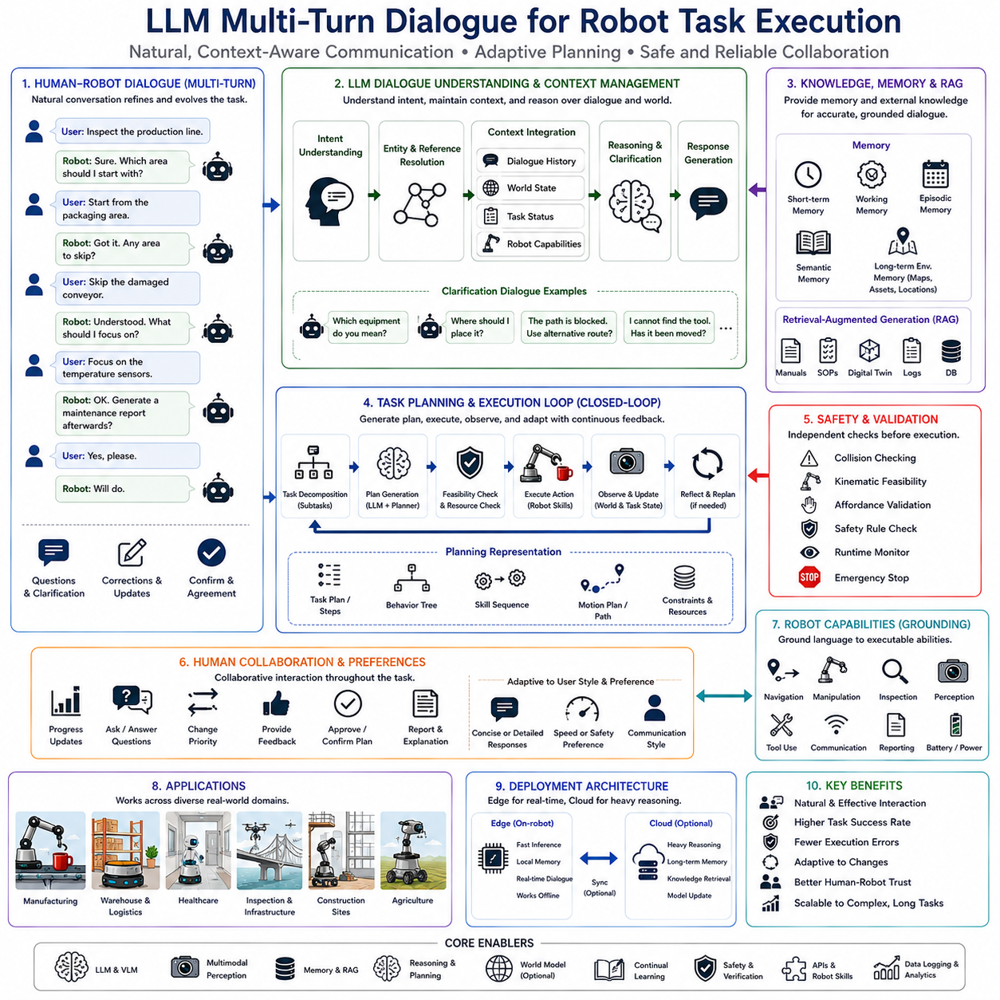 LLM Multi-Turn Dialogue for Robot Task Execution
Natural, Context-Aware Communication • Adaptive Planning • Safe and Reliable Collaboration
1. HUMAN–ROBOT DIALOGUE (MULTI-TURN)
Natural conversation refines and evolves the task.
User: Inspect the production line.
Robot: Sure. Which area
should I start with?
User: Start from the
packaging area.
Robot: Got it. Any area
to skip?
User: Skip the damaged
conveyor.
Robot: Understood. What
should I focus on?
User: Focus on the
temperature sensors.
Robot: OK. Generate a
maintenance report
afterwards?
User: Yes, please.
Robot: Will do.
Questions
& Clarification
Corrections &
Updates
Confirm &
Agreement
2. LLM DIALOGUE UNDERSTANDING & CONTEXT MANAGEMENT
Understand intent, maintain context, and reason over dialogue and world.
Intent
Understanding
Entity & Reference
Resolution
Context Integration
Dialogue History
World State
Task Status
Robot Capabilities
Reasoning &
Clarification
Response
Generation
Clarification Dialogue Examples
Which equipment
do you mean?
Where should I
place it?
The path is blocked.
Use alternative route?
I cannot find the tool.
Has it been moved?
...
3. KNOWLEDGE, MEMORY & RAG
Provide memory and external knowledge
for accurate, grounded dialogue.
Memory
Short-term
Memory
Working
Memory
Episodic
Memory
Semantic
Memory
Long-term Env.
Memory (Maps,
Assets, Locations)
Retrieval-Augmented Generation (RAG)
Manuals
SOPs
Digital Twin
Logs
DB
4. TASK PLANNING & EXECUTION LOOP (CLOSED-LOOP)
Generate plan, execute, observe, and adapt with continuous feedback.
Task Decomposition
(Subtasks)
Plan Generation
(LLM + Planner)
Feasibility Check
& Resource Check
Execute Action
(Robot Skills)
Observe & Update
(World & Task State)
Reflect & Replan
(if needed)
Planning Representation
Task Plan /
Steps
Behavior Tree
Skill Sequence
Motion Plan /
Path
Constraints &
Resources
5. SAFETY & VALIDATION
Independent checks before execution.
Collision Checking
Kinematic Feasibility
Affordance Validation
Safety Rule Check
Runtime Monitor
STOP
Emergency Stop
6. HUMAN COLLABORATION & PREFERENCES
Collaborative interaction throughout the task.
Progress
Updates
?
Ask / Answer
Questions
Change
Priority
Provide
Feedback
Approve /
Confirm Plan
Report &
Explanation
Adaptive to User Style & Preference
Concise or Detailed
Responses
Speed or Safety
Preference
Communication
Style
7. ROBOT CAPABILITIES (GROUNDING)
Ground language to executable abilities.
Navigation
Manipulation
Inspection
Perception
Tool Use
Communication
Reporting
Battery / Power
8. APPLICATIONS
Works across diverse real-world domains.
Manufacturing
Warehouse &
Logistics
Healthcare
Inspection &
Infrastructure
Construction
Sites
Agriculture
9. DEPLOYMENT ARCHITECTURE
Edge for real-time, Cloud for heavy reasoning.
Edge (On-robot)
Fast Inference
Local Memory
Real-time Dialogue
Works Offline
Sync
(Optional)
Cloud (Optional)
Heavy Reasoning
Long-term Memory
Knowledge Retrieval
Model Update
10. KEY BENEFITS
Natural & Effective Interaction
Higher Task Success Rate
Fewer Execution Errors
Adaptive to Changes
Better Human-Robot Trust
Scalable to Complex, Long Tasks
CORE ENABLERS
LLM & VLM
Multimodal
Perception
Memory & RAG
Reasoning &
Planning
World Model
(Optional)
Continual
Learning
Safety &
Verification
APIs &
Robot Skills
Data Logging &
Analytics